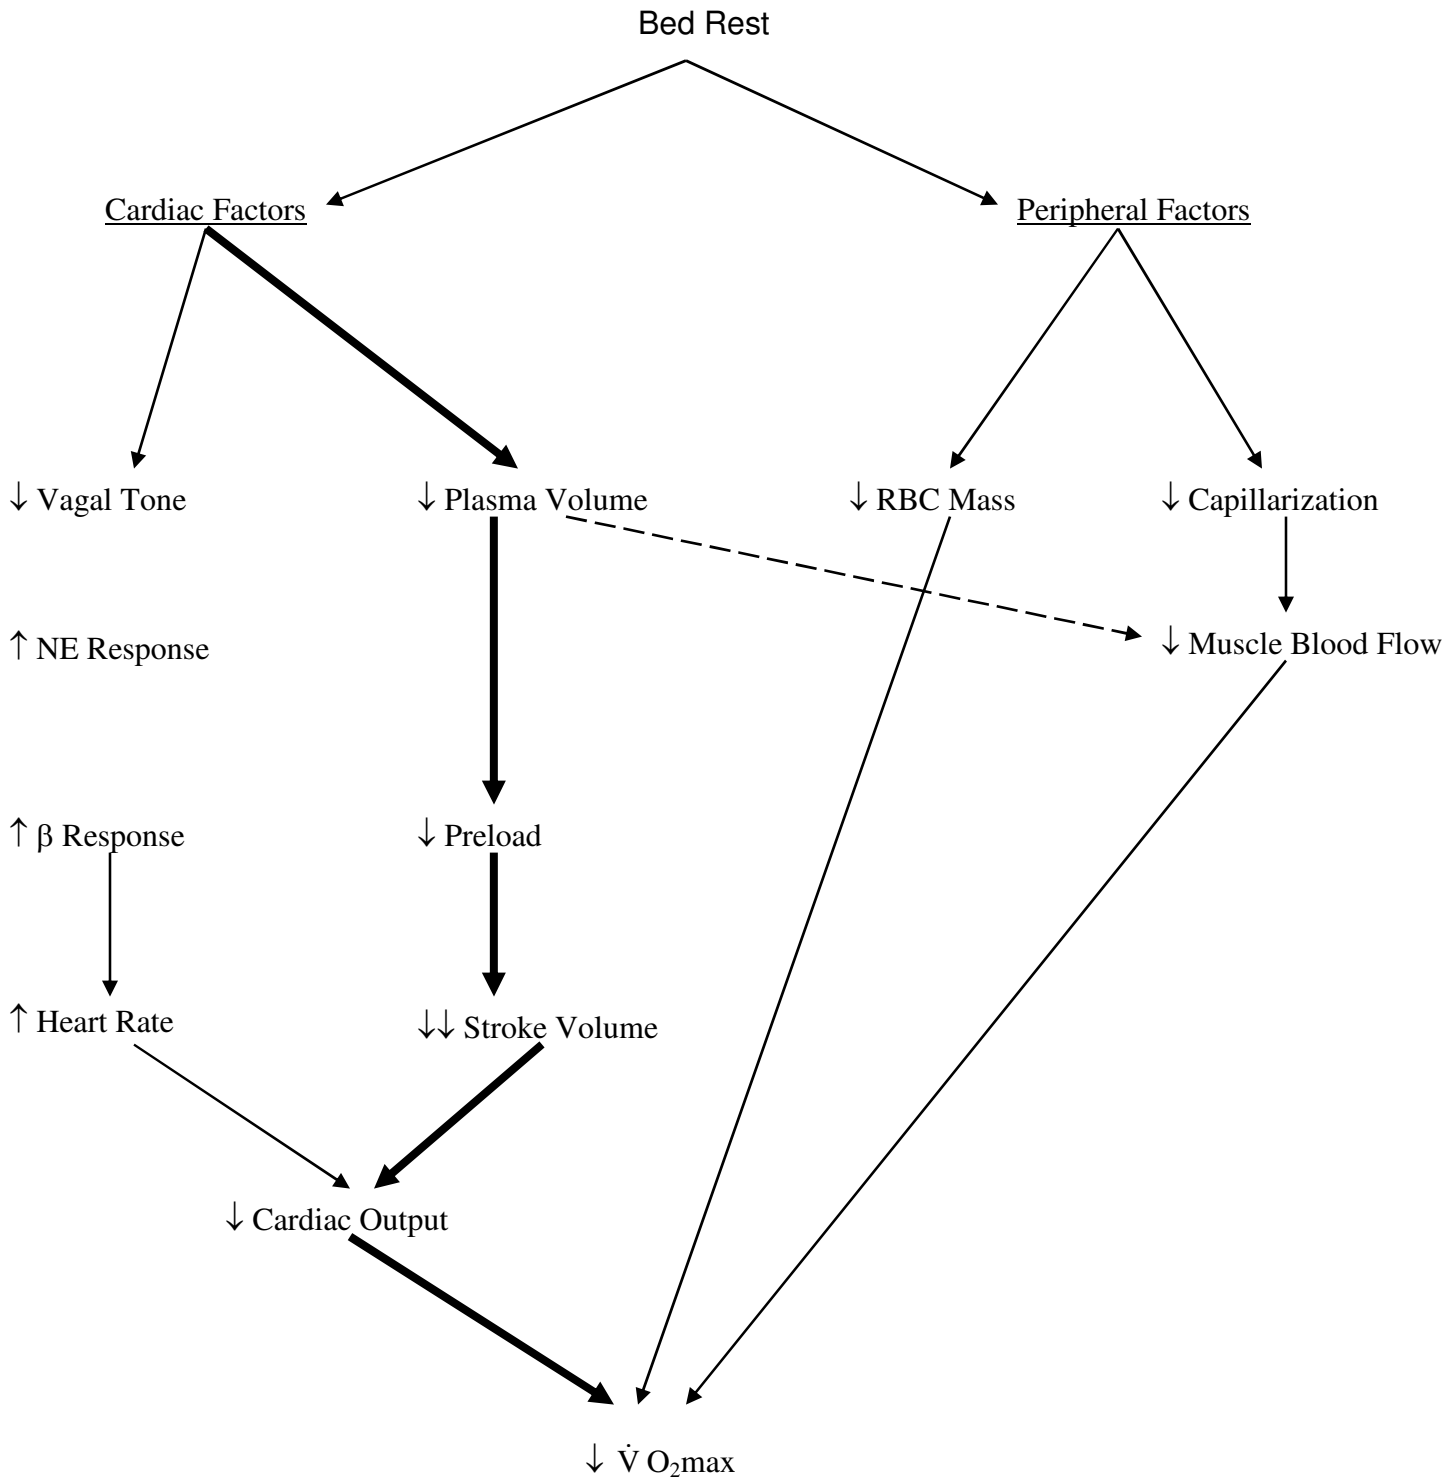 Bed Rest
Cardiac Factors
Peripheral Factors
↓ Vagal Tone
↓ Plasma Volume
↓ RBC Mass
↓ Capillarization
↑ NE Response
↓ Muscle Blood Flow
↑ β Response
↓ Preload
↑ Heart Rate
↓↓ Stroke Volume
↓ Cardiac Output
↓ V̇ O₂max